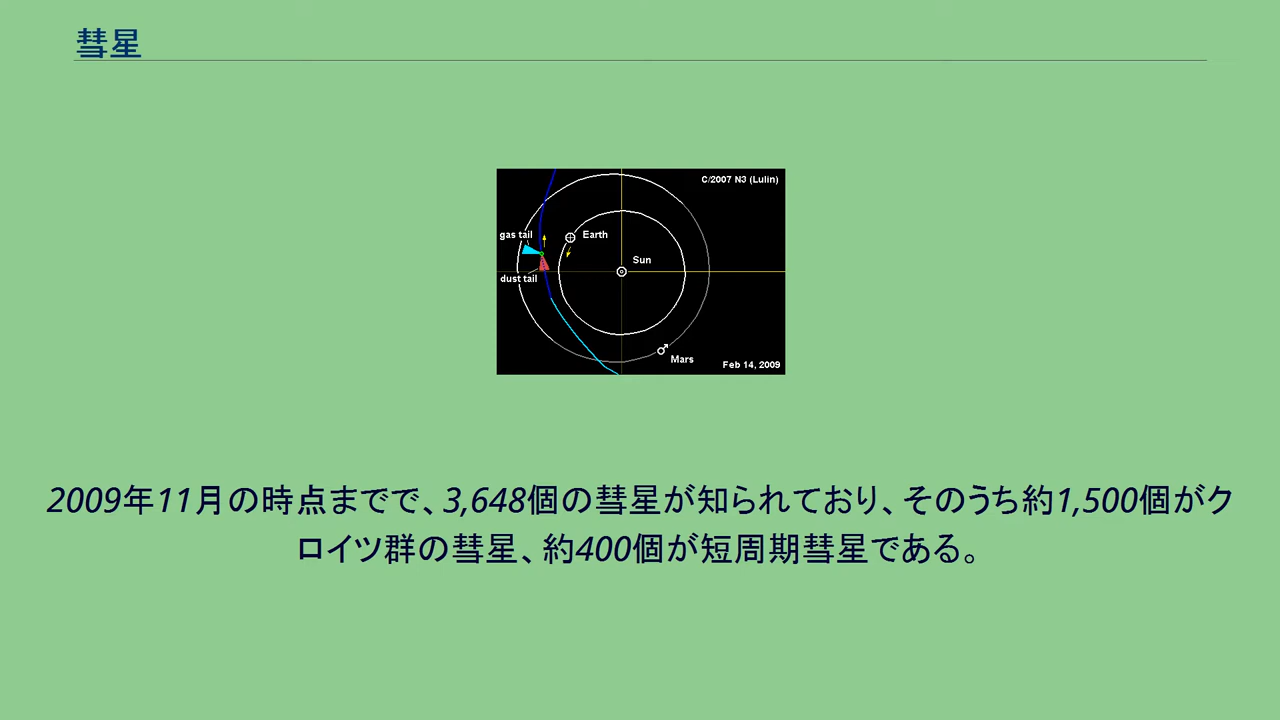 彗星
C/2007 N3 (Lulin)
gas tail
Earth
Sun
dust tail
Mars
Feb 14, 2009
2009年11月の時点までで、3,648個の彗星が知られており、そのうち約1,500個がク
ロイツ群の彗星、約400個が短周期彗星である。